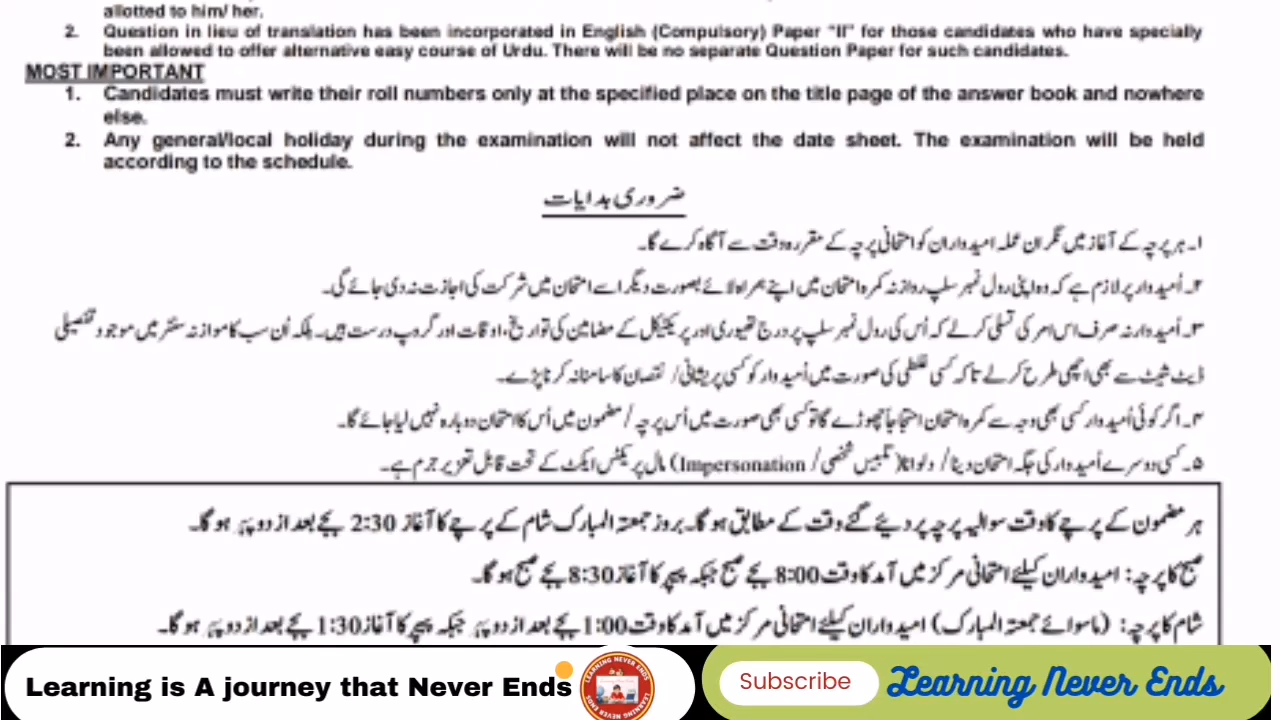 allotted to him/ her.
2. Question in lieu of translation has been incorporated in English (Compulsory) Paper "II" for those candidates who have specially
been allowed to offer alternative easy course of Urdu. There will be no separate Question Paper for such candidates.
MOST IMPORTANT
1. Candidates must write their roll numbers only at the specified place on the title page of the answer book and nowhere
else.
2. Any general/local holiday during the examination will not affect the date sheet. The examination will be held
according to the schedule.
ضروری ہدایات
۱۔ ہر پرچہ کے آغاز میں نگران عملہ امیدواران کو امتحانی پرچہ کے مقررہ وقت سے آگاہ کرے گا۔
۲۔ اُمیدوار پر لازم ہے کہ وہ اپنی رول نمبر سلپ روزانہ کمرہ امتحان میں اپنے ہمراہ لائے بصورت دیگر اسے امتحان میں شرکت کی اجازت نہ دی جائے گی۔
۳۔ اُمیدوار نہ صرف اس امر کی تسلی کرلے کہ اُس کی رول نمبر سلپ پر درج تھیوری اور پریکٹیکل کے مضامین کی تواریخ، اوقات اور گروپ درست ہیں۔ بلکہ اُن سب کا موازنہ سنٹر میں موجود تفصیلی
ڈیٹ شیٹ سے بھی اچھی طرح کرلے تاکہ کسی غلطی کی صورت میں اُمیدوار کو کسی پریشانی / نقصان کا سامنا نہ کرنا پڑے۔
۴۔ اگر کوئی اُمیدوار کسی بھی وجہ سے کمرہ امتحان احتجاجاً چھوڑے گا تو کسی بھی صورت میں اُس پرچہ / مضمون میں اُس کا امتحان دوبارہ نہیں لیا جائے گا۔
۵۔ کسی دوسرے اُمیدوار کی جگہ امتحان دینا / دلوانا (تلبیس شخصی / Impersonation) مال پریکٹس ایکٹ کے تحت قابل تعزیر جرم ہے۔
ہر مضمون کے پرچے کا وقت سوالیہ پرچہ پر دیئے گئے وقت کے مطابق ہوگا۔ بروز جمعۃ المبارک شام کے پرچے کا آغاز 2:30 بجے بعد از دوپہر ہوگا۔
صبح کا پرچہ: امیدواران کیلئے امتحانی مرکز میں آمد کا وقت 8:00 بجے صبح جبکہ پیپر کا آغاز 8:30 بجے صبح ہوگا۔
شام کا پرچہ: (ماسوائے جمعۃ المبارک) امیدواران کیلئے امتحانی مرکز میں آمد کا وقت 1:00 بجے بعد از دوپہر جبکہ پیپر کا آغاز 1:30 بجے بعد از دوپہر ہوگا۔
Learning is A journey that Never Ends
LEARNING NEVER ENDS
Subscribe
Learning Never Ends